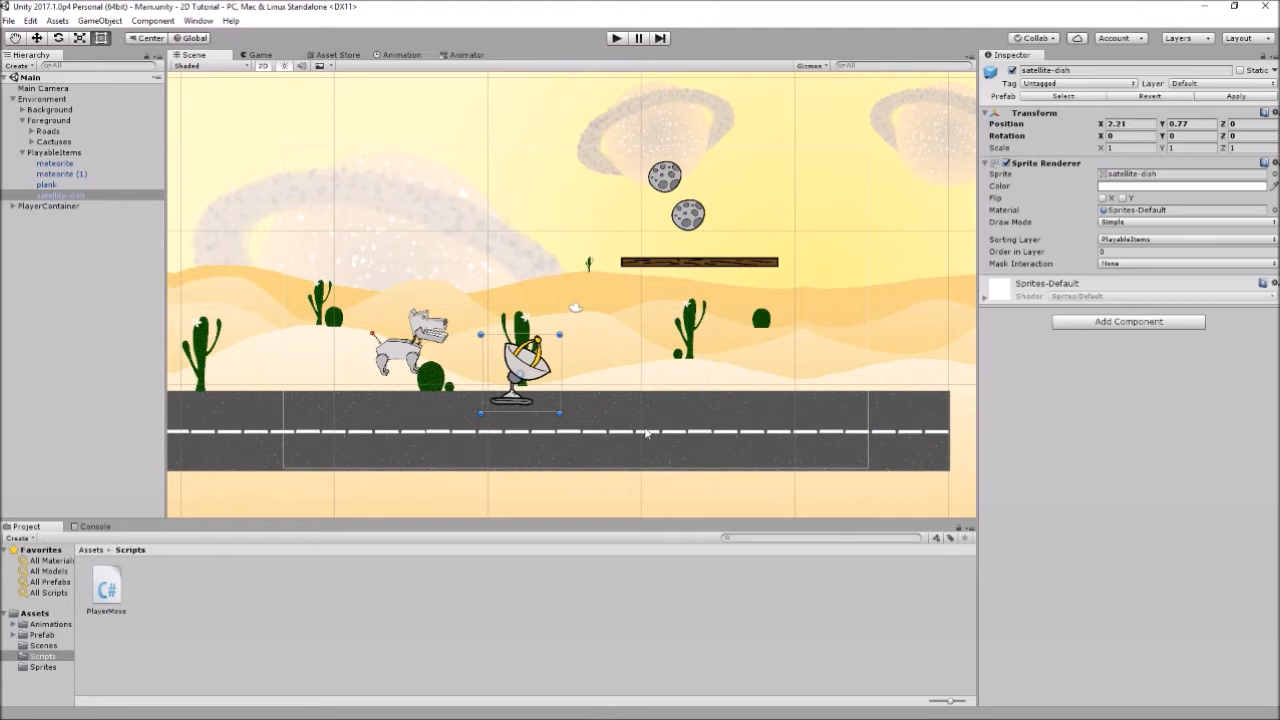 Unity 2017.1.0p4 Personal (64bit) - Main.unity - 2D Tutorial - PC, Mac & Linux Standalone <DX11>
File Edit Assets GameObject Component Window Help
Center Global Collab Account Layers Layout
Hierarchy Scene Game Asset Store Animation Animator Inspector
Create All Shaded 2D Gizmos All satellite-dish Static
Main Tag Untagged Layer Default
Main Camera Prefab Select Revert Apply
Environment
Background Transform
Foreground Position X 2.21 Y 0.77 Z 0
Roads Rotation X 0 Y 0 Z 0
Cactuses Scale X 1 Y 1 Z 1
PlayableItems
meteorite Sprite Renderer
meteorite (1) Sprite satellite-dish
plank Color
satellite-dish Flip X Y
PlayerContainer Material Sprites-Default
Draw Mode Simple
Sorting Layer PlayableItems
Order in Layer 0
Mask Interaction None
Sprites-Default
Shader Sprites/Default
Add Component
Project Console
Create
Favorites Assets Scripts
All Materials
All Models
All Prefabs
All Scripts
C#
PlayerMove
Assets
Animations
Prefab
Scenes
Scripts
Sprites